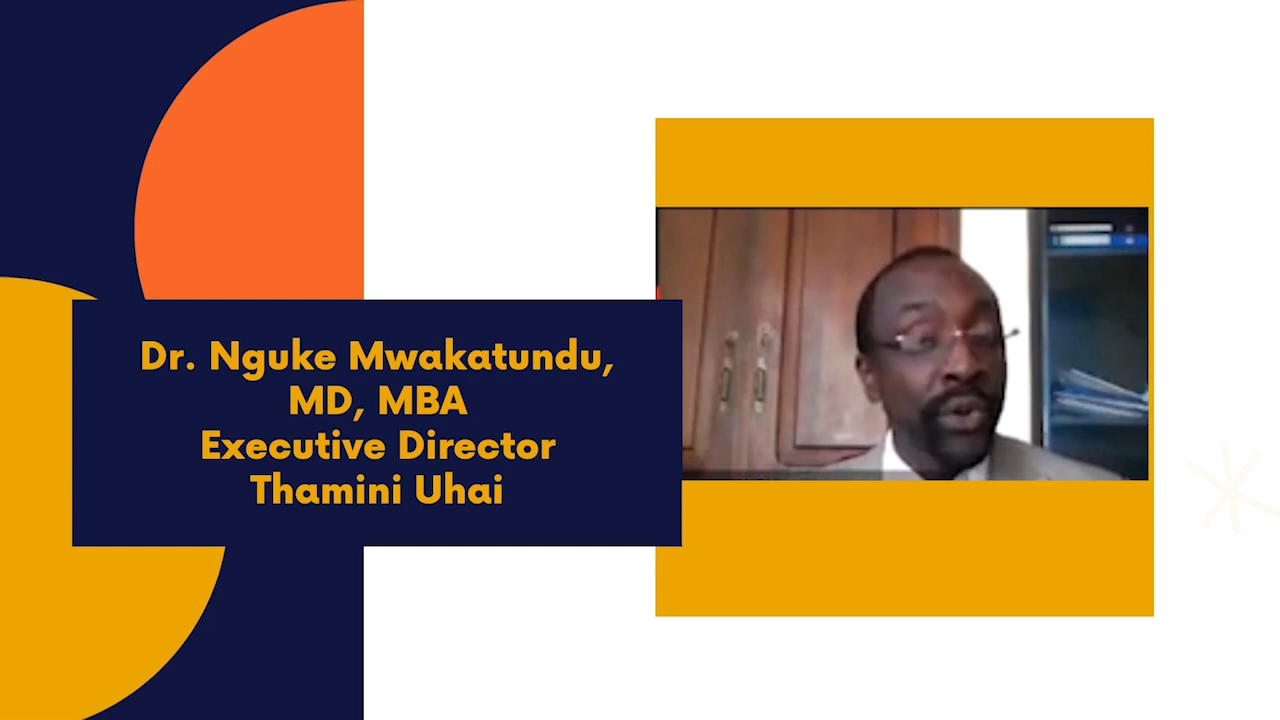 Dr. Nguke Mwakatundu,
MD, MBA
Executive Director
Thamini Uhai